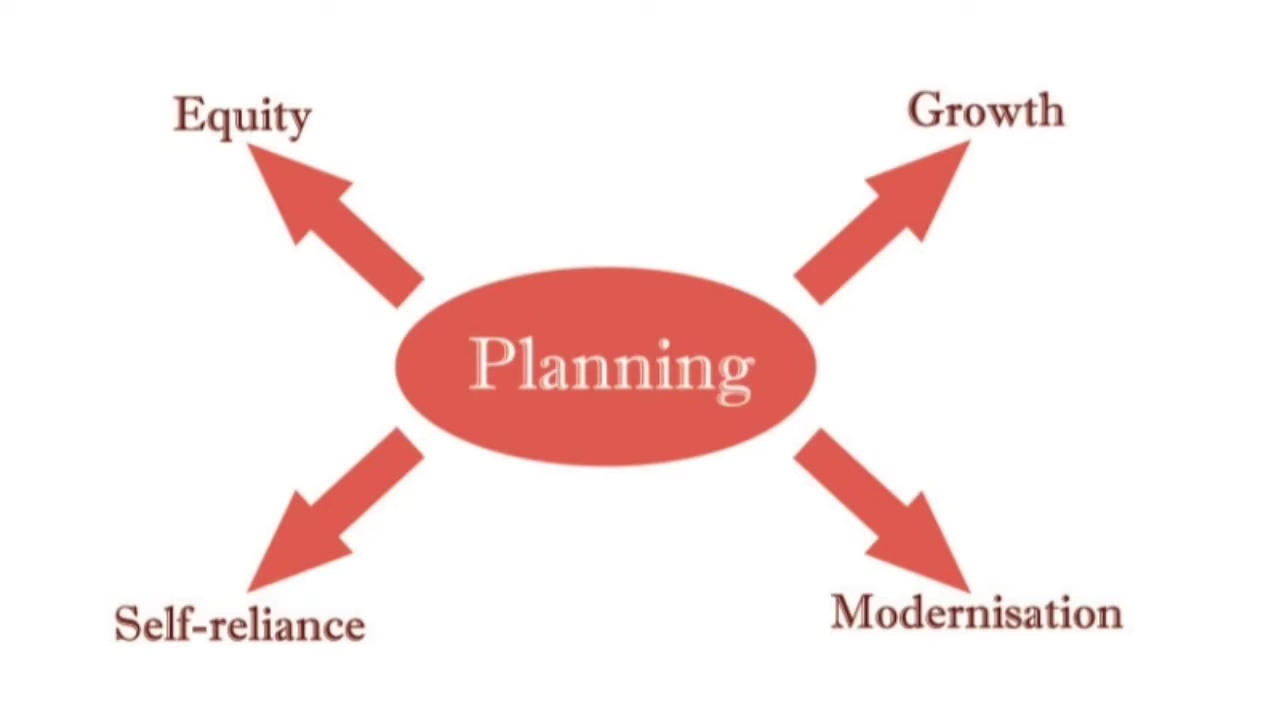 Equity
Growth
Planning
Self-reliance
Modernisation